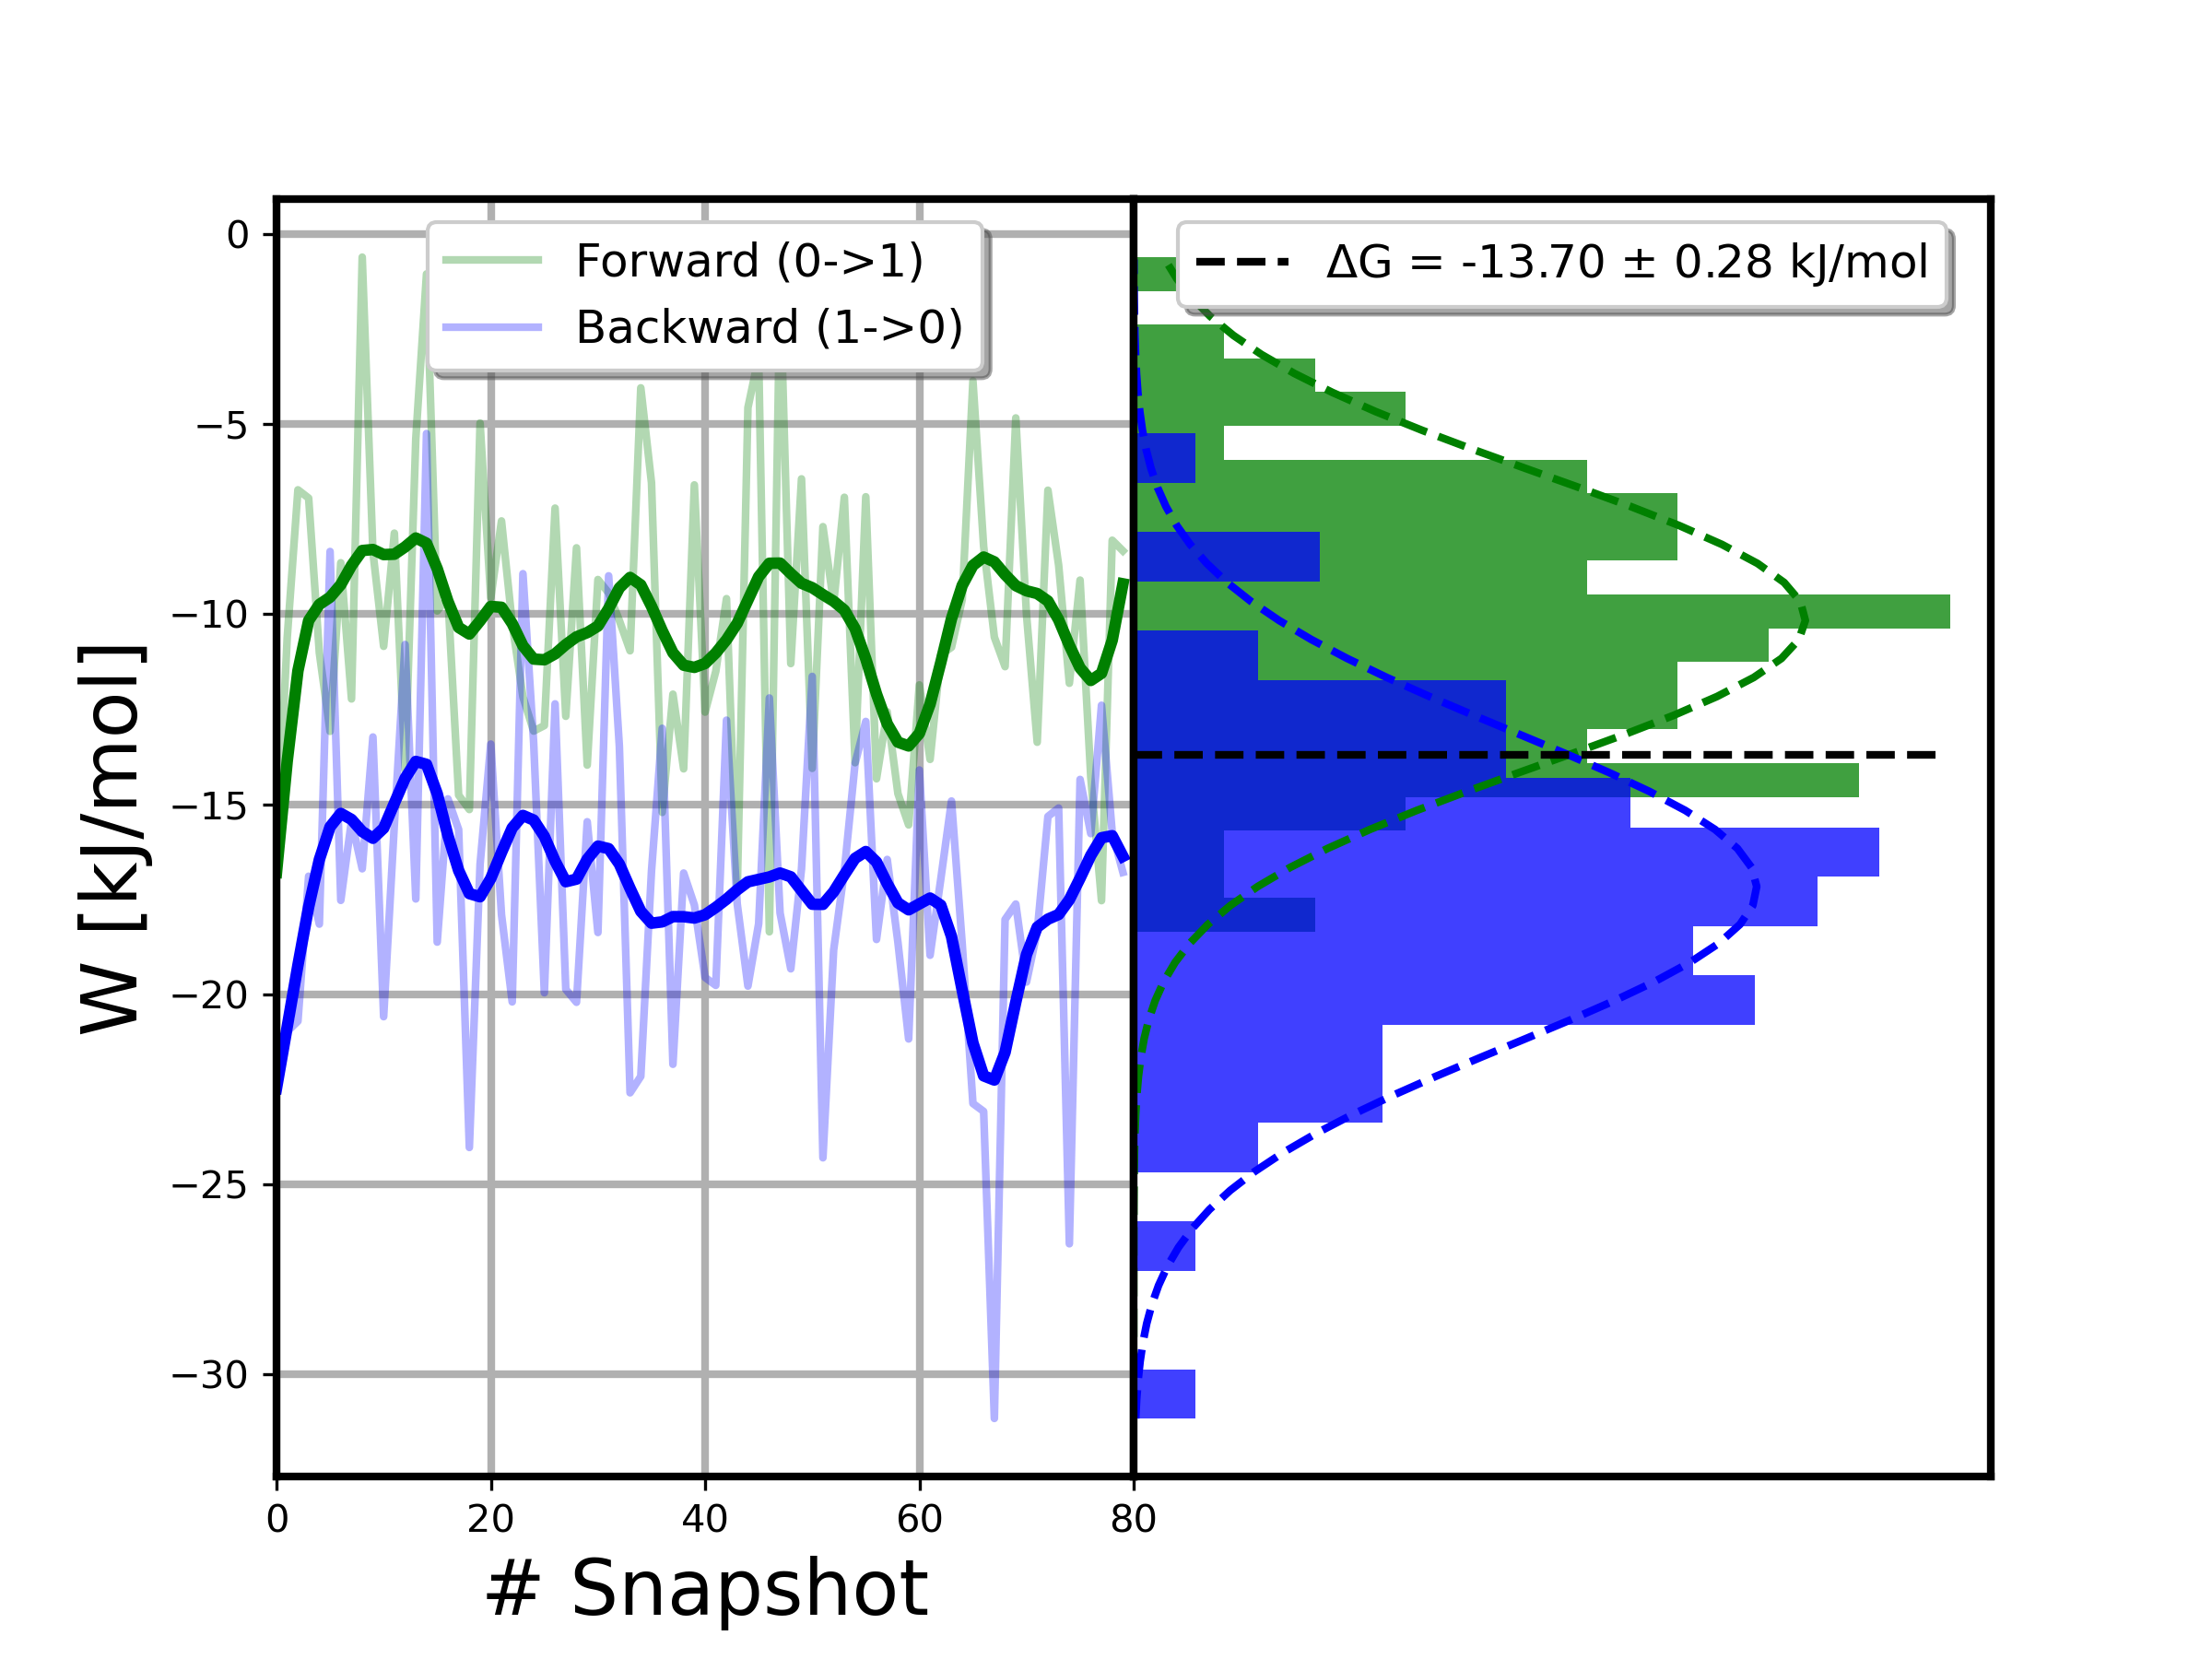 Forward (0->1)
Backward (1->0)
ΔG = -13.70 ± 0.28 kJ/mol
W [kJ/mol]
0
−5
−10
−15
−20
−25
−30
0 20 40 60 80
# Snapshot